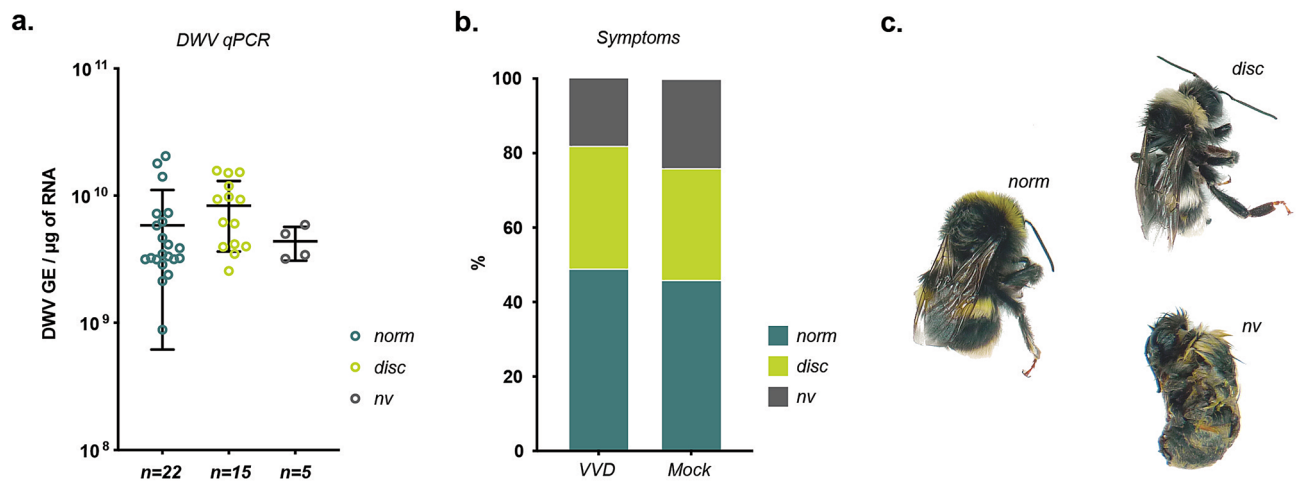 a.
DWV qPCR
10^11
10^10
10^9
10^8
DWV GE / µg of RNA
n=22 n=15 n=5
norm
disc
nv
b.
Symptoms
100
80
60
40
20
0
%
VVD Mock
norm
disc
nv
c.
norm
disc
nv